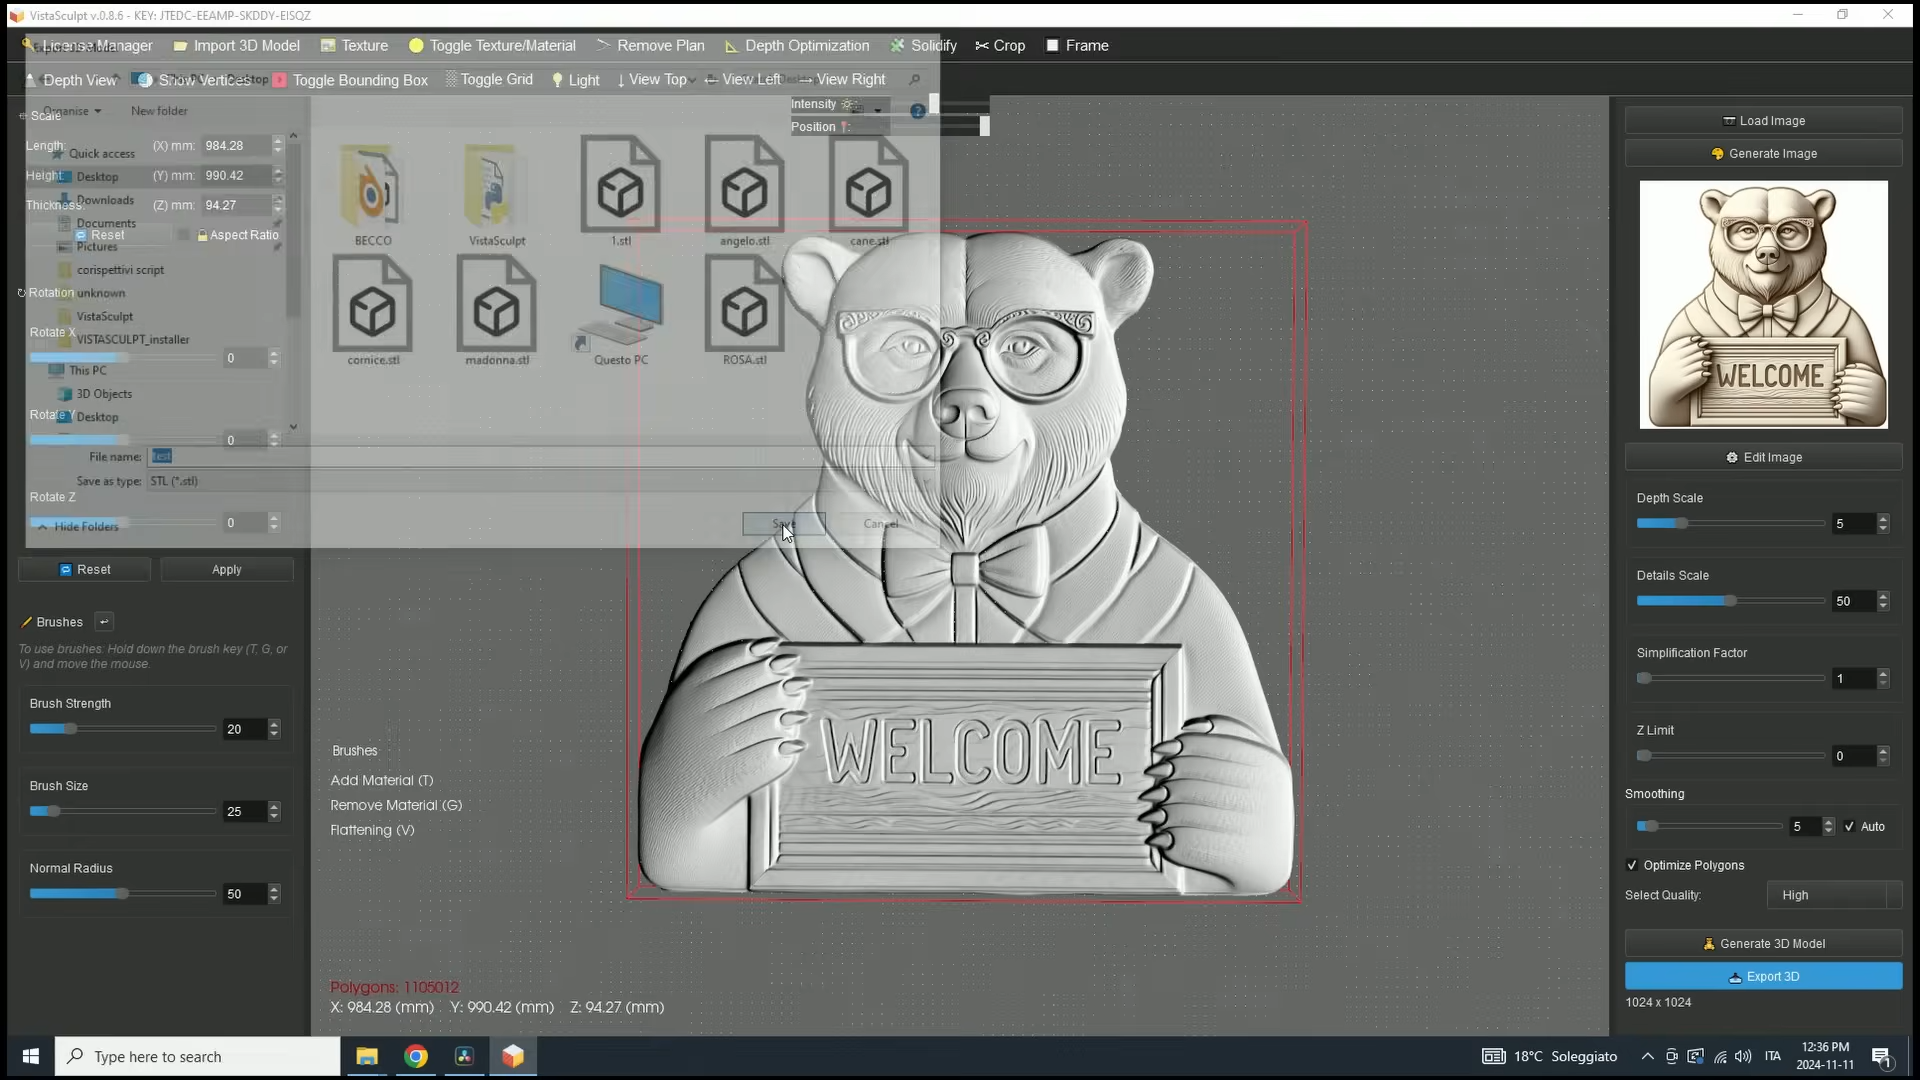 VistaSculpt v.0.8.6 - KEY: JTEDC-EEAMP-SKDDY-EISQZ
License Manager Import 3D Model Texture Toggle Texture/Material Remove Plan Depth Optimization Solidify Crop Frame
Depth View Show Vertices Toggle Bounding Box Toggle Grid Light View Top View Left View Right
Intensity
Position
Organise New folder
Scale
Length: (X) mm: 984.28
Height: (Y) mm: 990.42
Thickness: (Z) mm: 94.27
Reset Aspect Ratio
Quick access
Desktop
Downloads
Documents
Pictures
corispettivi script
unknown
VistaSculpt
VISTASCULPT_installer
This PC
3D Objects
Desktop
BECCO VistaSculpt 1.stl angelo.stl cane.stl
cornice.stl madonna.stl Questo PC ROSA.stl
Rotation
Rotate X
0
Rotate Y
0
File name: test
Save as type: STL (*.stl)
Rotate Z
0
Hide Folders Save Cancel
Reset Apply
Brushes
To use brushes: Hold down the brush key (T, G, or
V) and move the mouse.
Brush Strength
20
Brush Size
25
Normal Radius
50
Brushes
Add Material (T)
Remove Material (G)
Flattening (V)
WELCOME
Polygons: 1105012
X: 984.28 (mm) Y: 990.42 (mm) Z: 94.27 (mm)
Load Image
Generate Image
WELCOME
Edit Image
Depth Scale
5
Details Scale
50
Simplification Factor
1
Z Limit
0
Smoothing
5 Auto
Optimize Polygons
Select Quality: High
Generate 3D Model
Export 3D
1024 x 1024
Type here to search
18°C Soleggiato
ITA
12:36 PM
2024-11-11
1